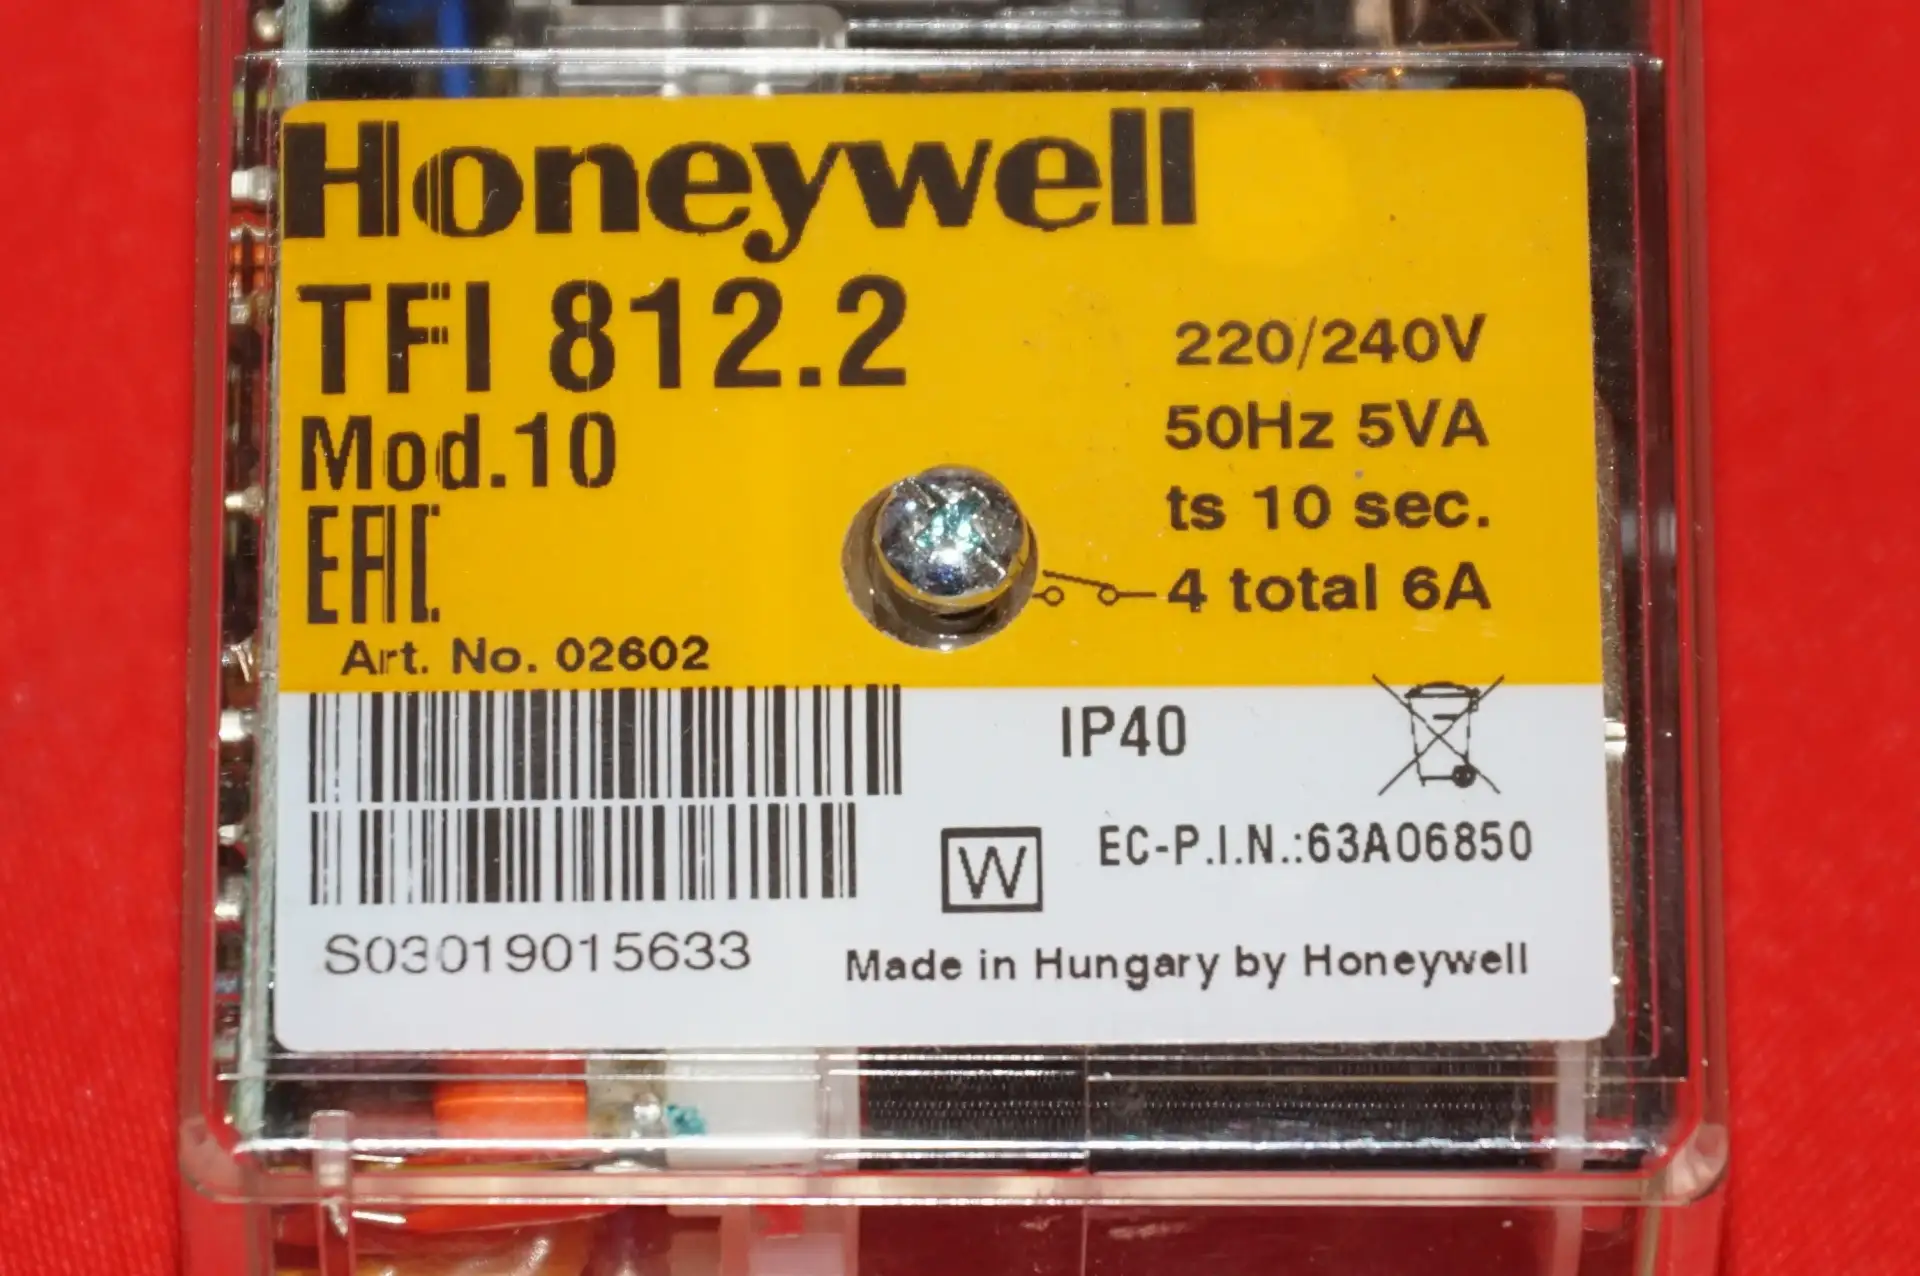 Honeywell
TFI 812.2
220/240V
Mod.10
50Hz 5VA
ts 10 sec.
EAC
4 total 6A
Art. No. 02602
IP40
W
EC-P.I.N.:63A06850
S03019015633
Made in Hungary by Honeywell